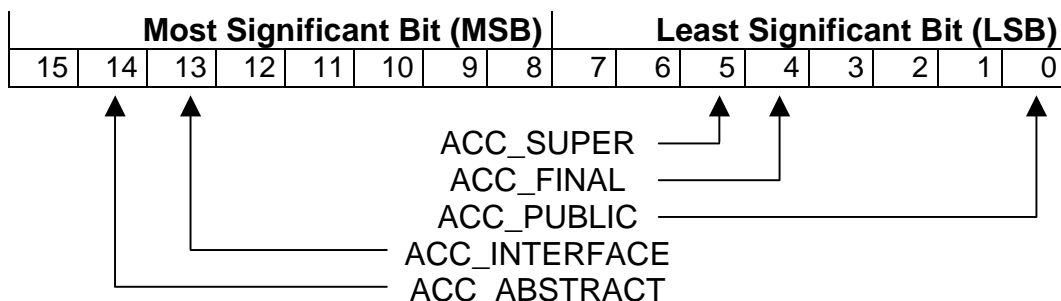 Most Significant Bit (MSB) Least Significant Bit (LSB)
15 14 13 12 11 10 9 8 7 6 5 4 3 2 1 0
ACC_SUPER
ACC_FINAL
ACC_PUBLIC
ACC_INTERFACE
ACC_ABSTRACT